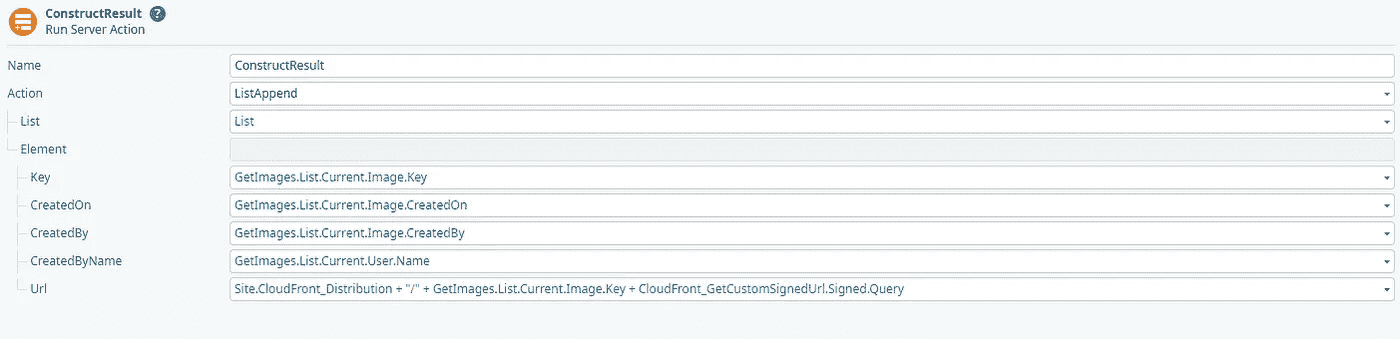 ConstructResult ?
Run Server Action
Name ConstructResult
Action ListAppend
List List
Element
Key GetImages.List.Current.Image.Key
CreatedOn GetImages.List.Current.Image.CreatedOn
CreatedBy GetImages.List.Current.Image.CreatedBy
CreatedByName GetImages.List.Current.User.Name
Url Site.CloudFront_Distribution + "/" + GetImages.List.Current.Image.Key + CloudFront_GetCustomSignedUrl.Signed.Query